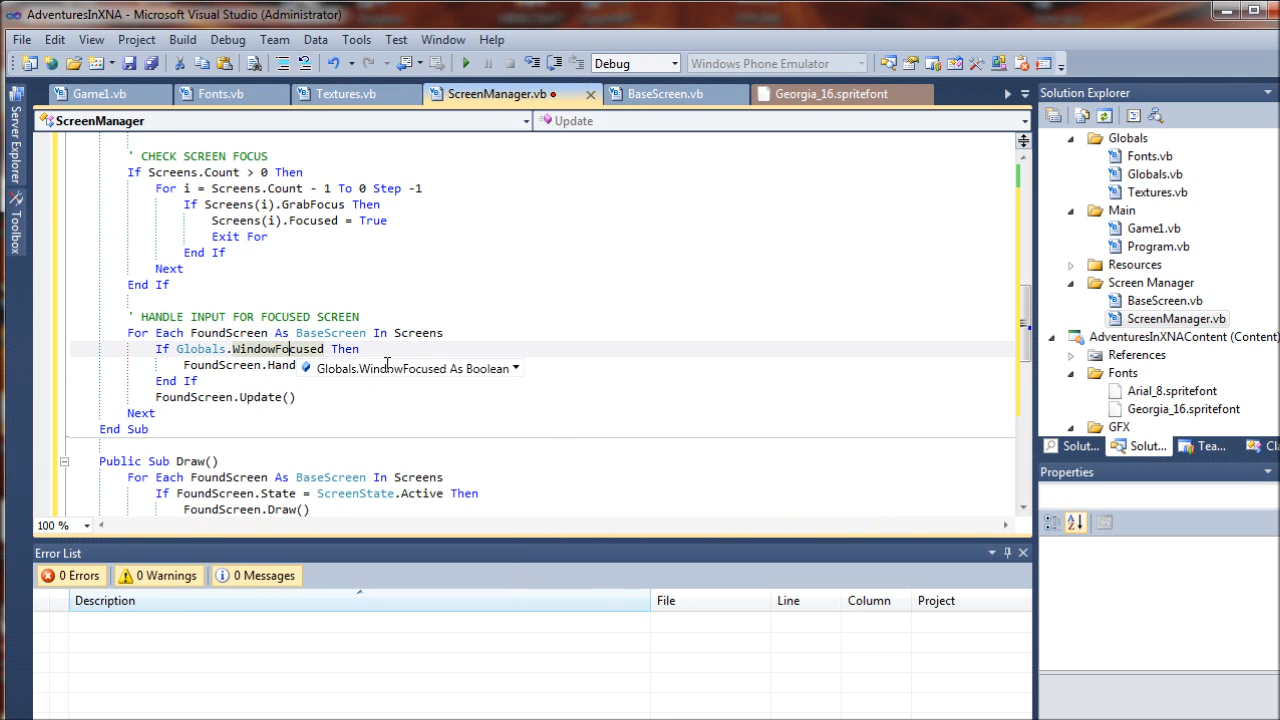 AdventuresInXNA - Microsoft Visual Studio (Administrator)
File Edit View Project Build Debug Team Data Tools Test Window Help
Debug Windows Phone Emulator
Game1.vb Fonts.vb Textures.vb ScreenManager.vb BaseScreen.vb Georgia_16.spritefont
Solution Explorer
ScreenManager Update
Server Explorer
Toolbox
' CHECK SCREEN FOCUS
If Screens.Count > 0 Then
For i = Screens.Count - 1 To 0 Step -1
If Screens(i).GrabFocus Then
Screens(i).Focused = True
Exit For
End If
Next
End If
' HANDLE INPUT FOR FOCUSED SCREEN
For Each FoundScreen As BaseScreen In Screens
If Globals.WindowFocused Then
FoundScreen.Hand
Globals.WindowFocused As Boolean
End If
FoundScreen.Update()
Next
End Sub
Public Sub Draw()
For Each FoundScreen As BaseScreen In Screens
If FoundScreen.State = ScreenState.Active Then
FoundScreen.Draw()
100 %
Globals
Fonts.vb
Globals.vb
Textures.vb
Main
Game1.vb
Program.vb
Resources
Screen Manager
BaseScreen.vb
ScreenManager.vb
AdventuresInXNAContent (Content)
References
Fonts
Arial_8.spritefont
Georgia_16.spritefont
GFX
Solut... Solut... Tea... Cla
Properties
Error List
0 Errors 0 Warnings 0 Messages
Description File Line Column Project